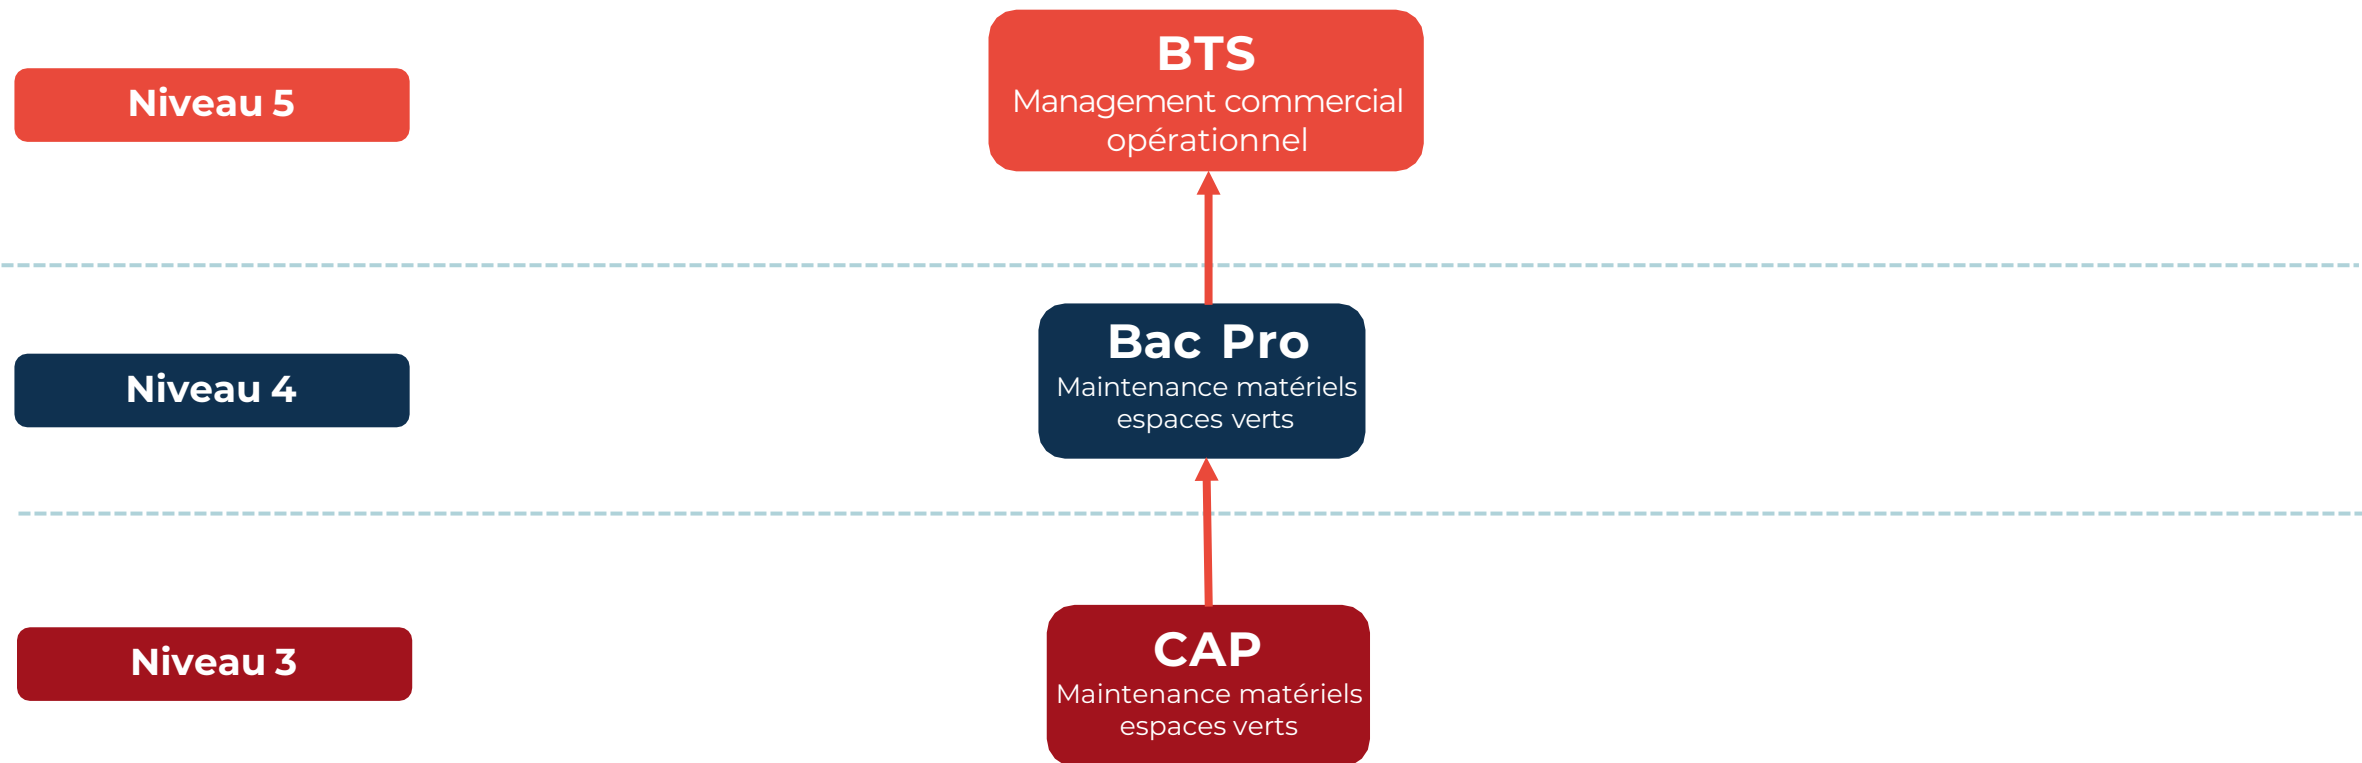 BTS
Niveau 5
Management commercial
opérationnel
Bac Pro
Niveau 4
Maintenance matériels
espaces verts
CAP
Niveau 3
Maintenance matériels
espaces verts